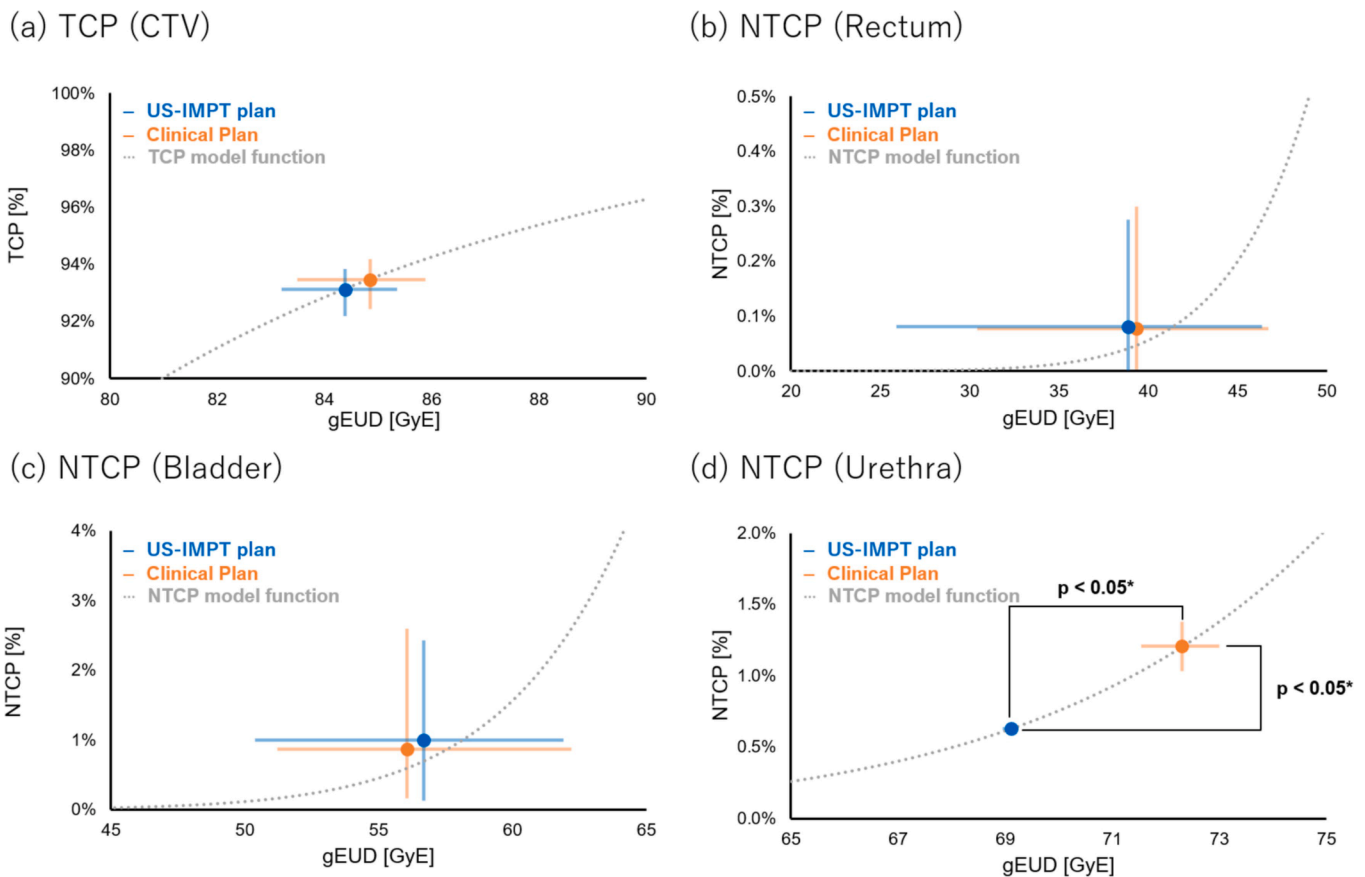 (a) TCP (CTV)
100%
98%
96%
94%
92%
90%
TCP [%]
– US-IMPT plan
– Clinical Plan
TCP model function
80 82 84 86 88 90
gEUD [GyE]
(b) NTCP (Rectum)
0.5%
0.4%
0.3%
0.2%
0.1%
0.0%
NTCP [%]
– US-IMPT plan
– Clinical Plan
NTCP model function
20 25 30 35 40 45 50
gEUD [GyE]
(c) NTCP (Bladder)
4%
3%
2%
1%
0%
NTCP [%]
– US-IMPT plan
– Clinical Plan
NTCP model function
45 50 55 60 65
gEUD [GyE]
(d) NTCP (Urethra)
2.0%
1.5%
1.0%
0.5%
0.0%
NTCP [%]
– US-IMPT plan
– Clinical Plan
NTCP model function
p < 0.05*
p < 0.05*
65 67 69 71 73 75
gEUD [GyE]